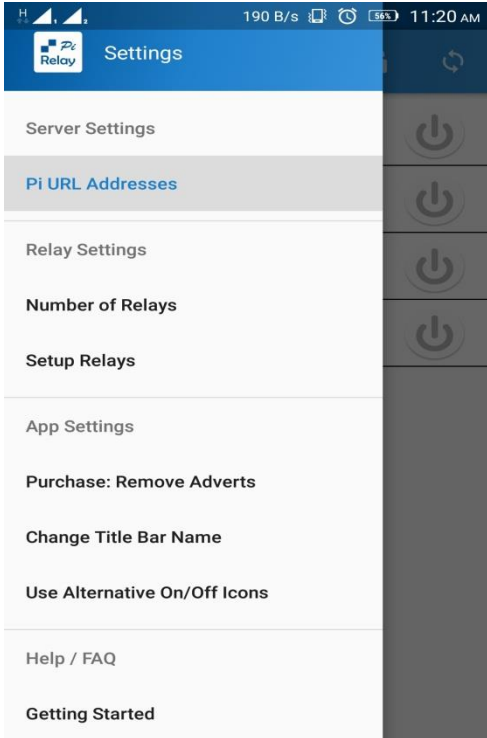 H 1 2 190 B/s 56% 11:20 AM
Pi
Relay
Settings
Server Settings
Pi URL Addresses
Relay Settings
Number of Relays
Setup Relays
App Settings
Purchase: Remove Adverts
Change Title Bar Name
Use Alternative On/Off Icons
Help / FAQ
Getting Started